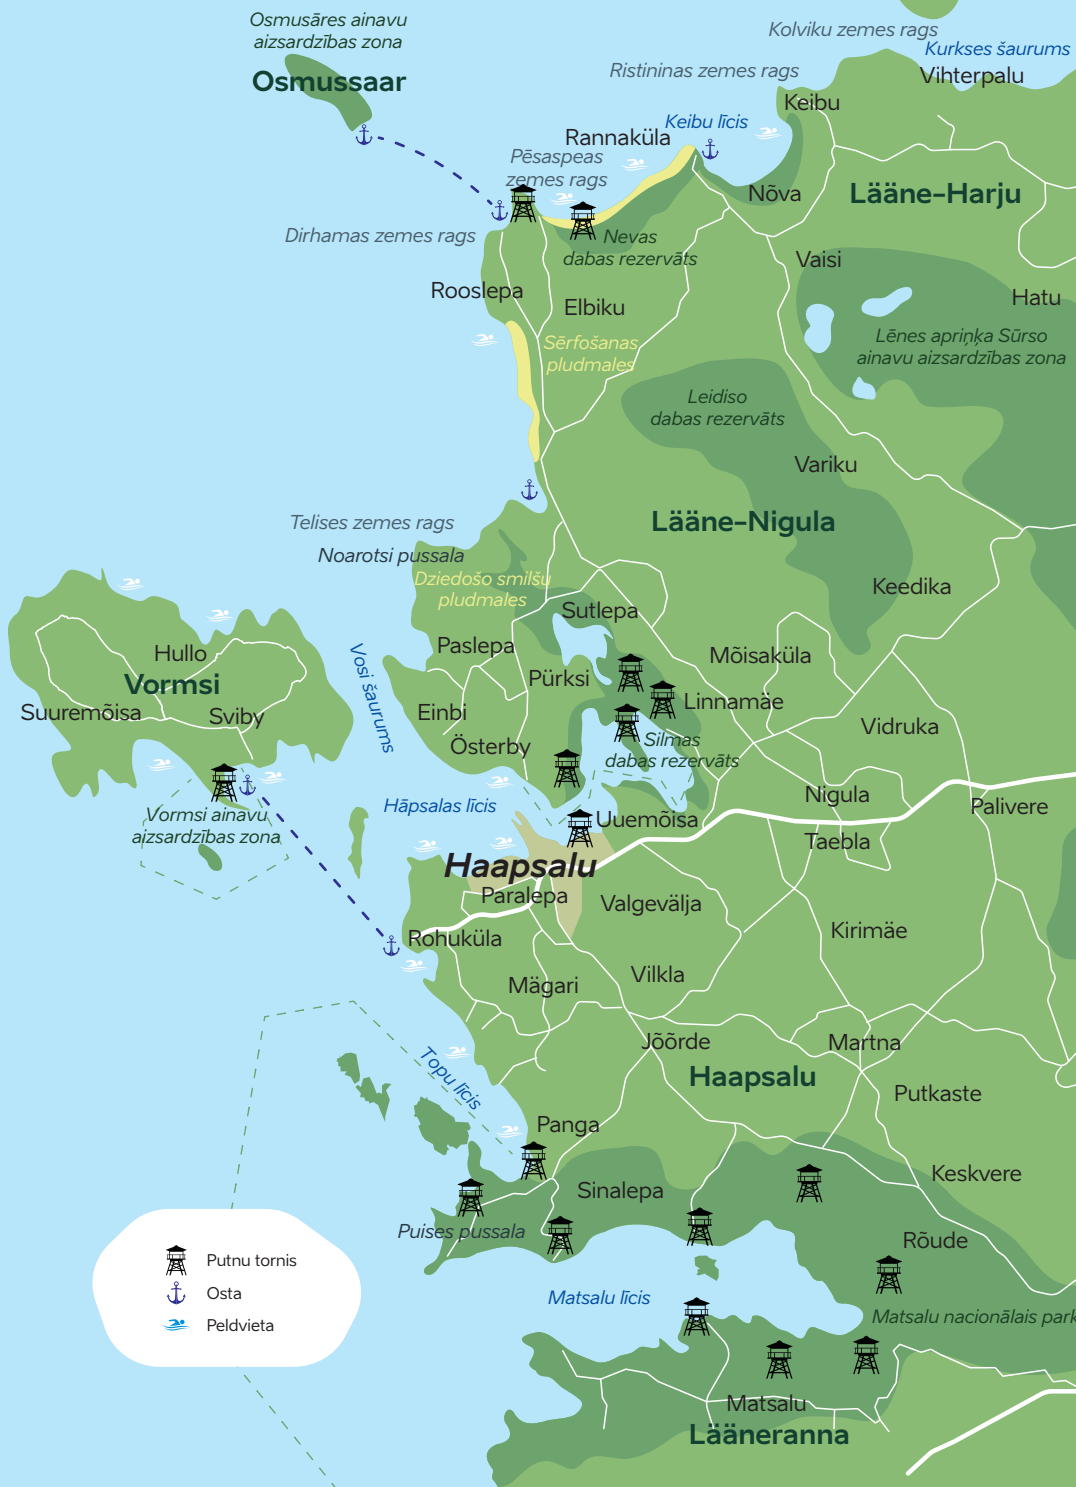 Osmusāres ainavu
aizsardzības zona
Osmussaar
Kolviku zemes rags
Kurkses šaurums
Vihterpalu
Ristininas zemes rags
Keibu
Keibu līcis
Rannaküla
Pēsaspeas
zemes rags
Nõva
Lääne-Harju
Dirhamas zemes rags
Nevas
dabas rezervāts
Vaisi
Hatu
Rooslepa
Elbiku
Sērfošanas
pludmales
Lēnes apriņķa Sūrso
ainavu aizsardzības zona
Leidiso
dabas rezervāts
Variku
Telises zemes rags
Lääne-Nigula
Noarotsi pussala
Dziedošo smilšu
pludmales
Keedika
Sutlepa
Paslepa
Hullo
Vormsi
Vosi šaurums
Mõisaküla
Pürksi
Linnamäe
Suuremõisa
Sviby
Einbi
Vidruka
Österby
Silmas
dabas rezervāts
Vormsi ainavu
aizsardzības zona
Hāpsalas līcis
Nigula
Palivere
Uuemõisa
Taebla
Haapsalu
Paralepa
Valgevälja
Kirimäe
Rohuküla
Vilkla
Mägari
Jõõrde
Martna
Topu līcis
Haapsalu
Putkaste
Panga
Keskvere
Sinalepa
Puises pussala
Rõude
Matsalu līcis
Matsalu nacionālais park
Putnu tornis
Osta
Peldvieta
Matsalu
Lääneranna